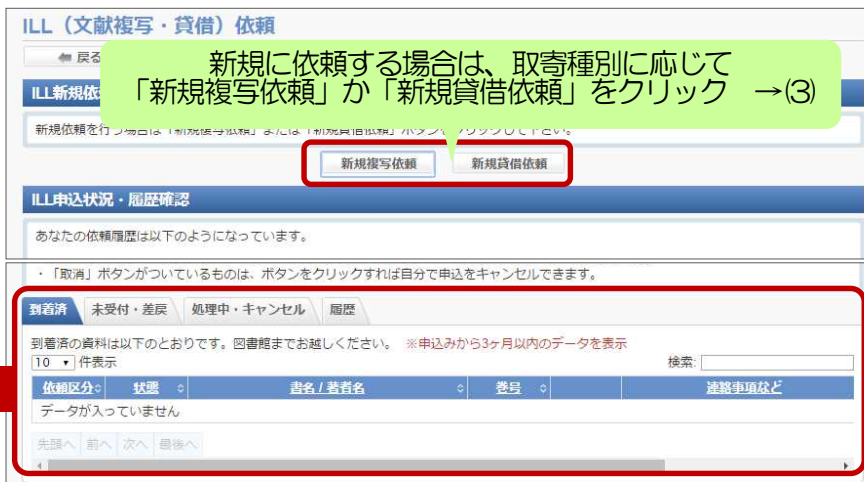 ILL（文献複写・貸借）依頼
戻る
新規に依頼する場合は、取寄種別に応じて
「新規複写依頼」か「新規貸借依頼」をクリック　→⑶
ILL新規依
新規依頼を行う場合は「新規複写依頼」または「新規貸借依頼」ボタンをクリックして下さい。
新規複写依頼　新規貸借依頼
ILL申込状況・履歴確認
あなたの依頼履歴は以下のようになっています。
・「取消」ボタンがついているものは、ボタンをクリックすれば自分で申込をキャンセルできます。
到着済　未受付・差戻　処理中・キャンセル　履歴
到着済の資料は以下のとおりです。図書館までお越しください。 ※申込みから3ヶ月以内のデータを表示
10 件表示　検索:
依頼区分　状態　書名 / 著者名　巻号　連絡事項など
データが入っていません
先頭へ　前へ　次へ　最後へ